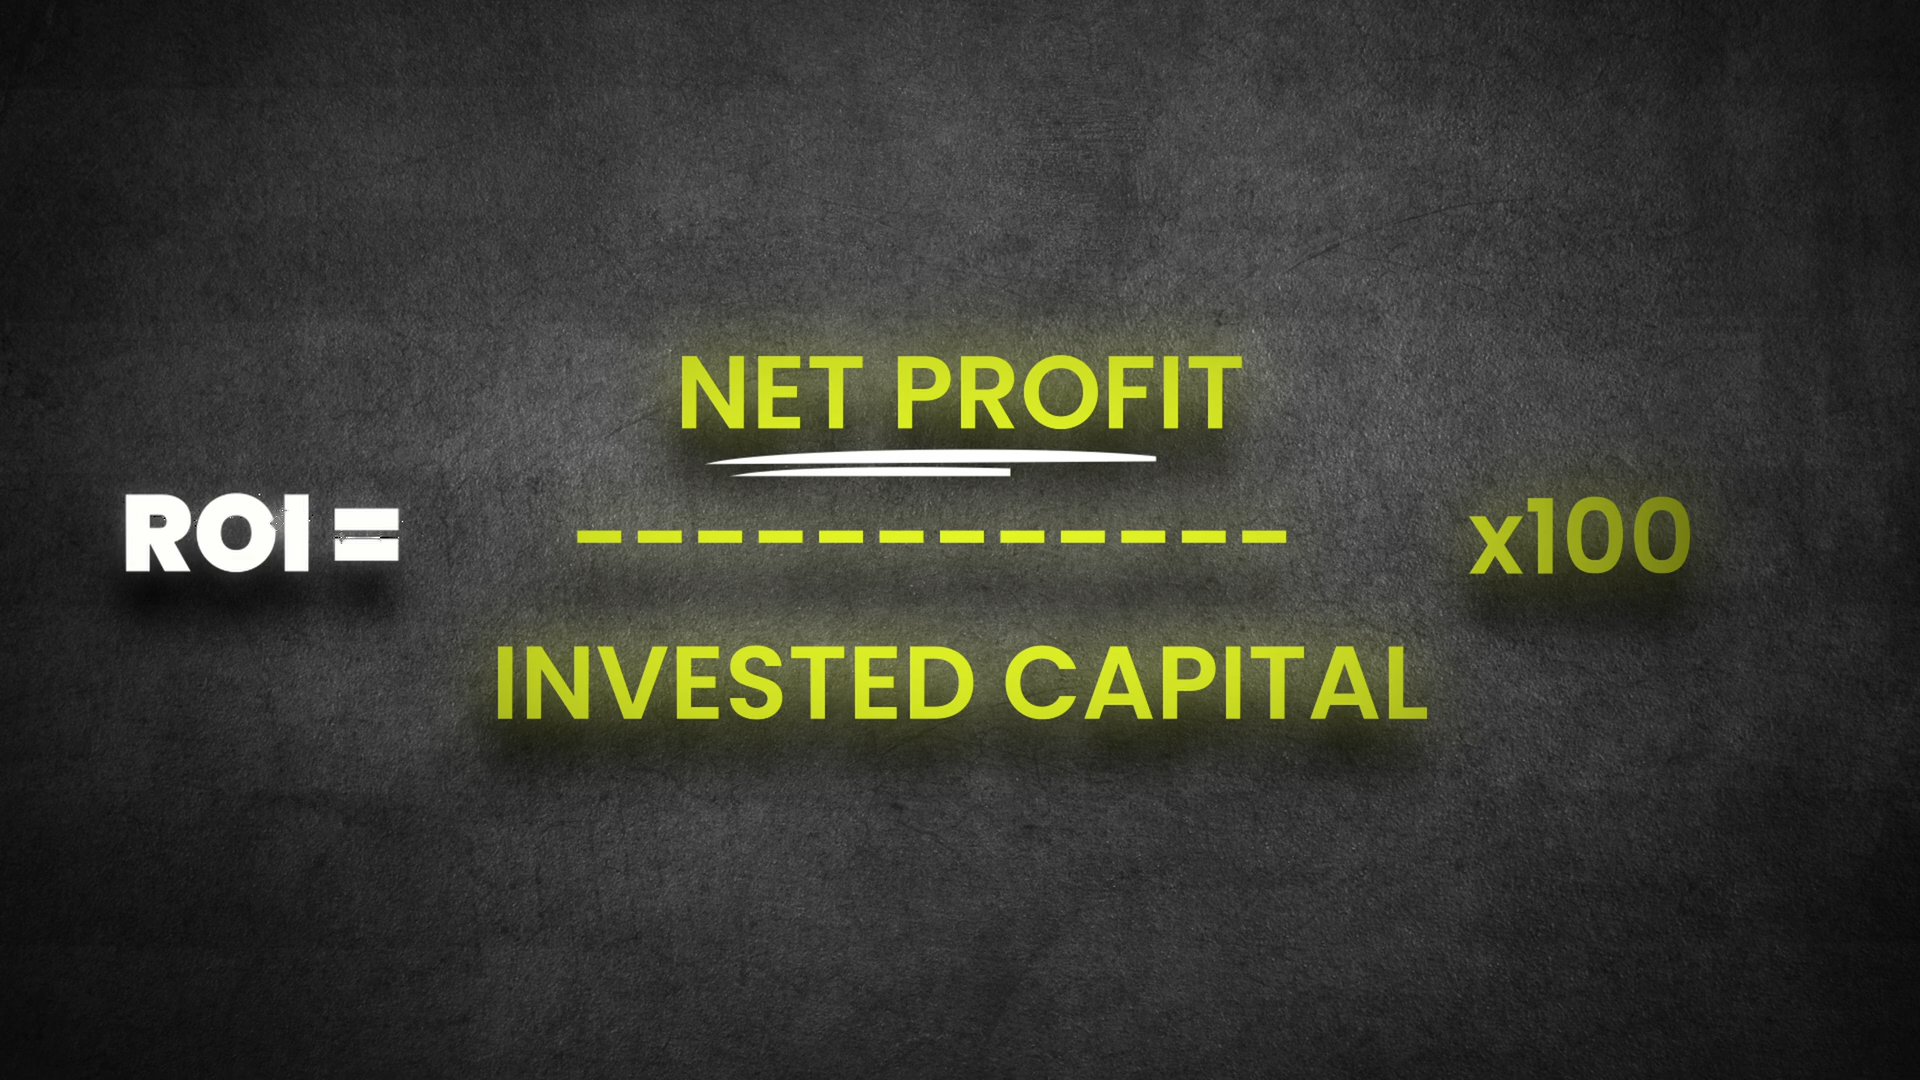 NET PROFIT
ROI =
x100
INVESTED CAPITAL